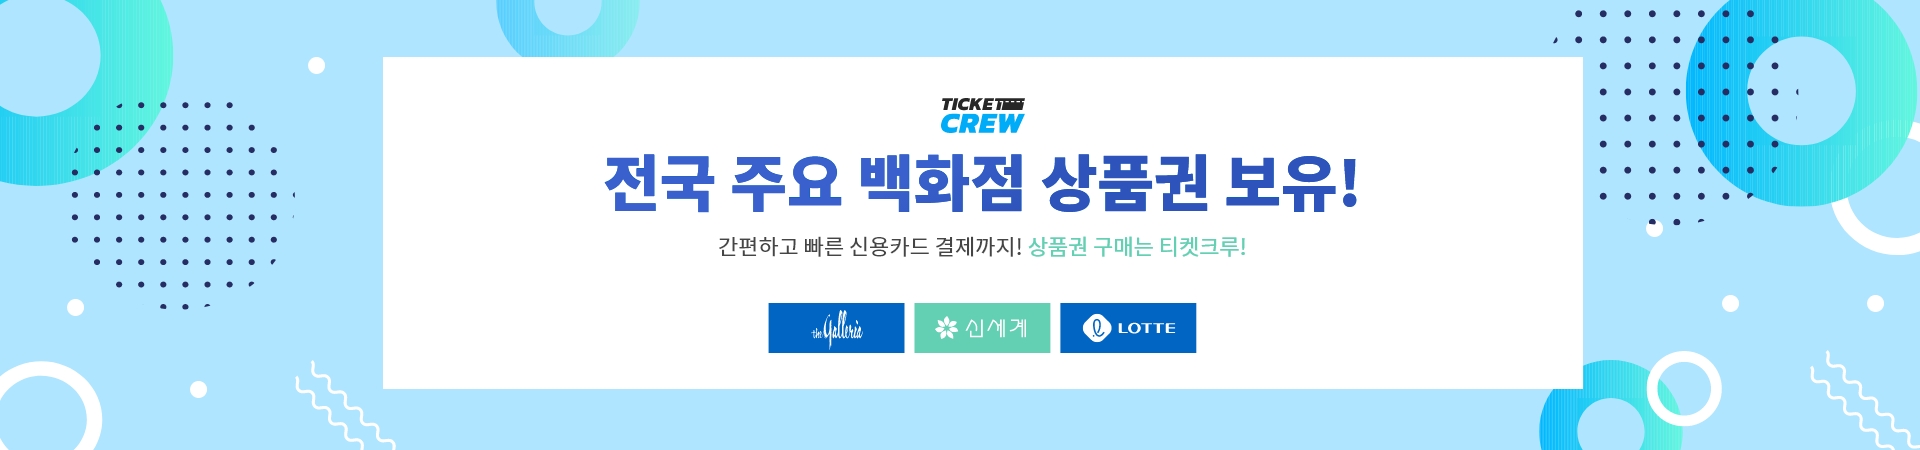 TICKET
CREW
전국 주요 백화점 상품권 보유!
간편하고 빠른 신용카드 결제까지! 상품권 구매는 티켓크루!
the Galleria 신세계 LOTTE